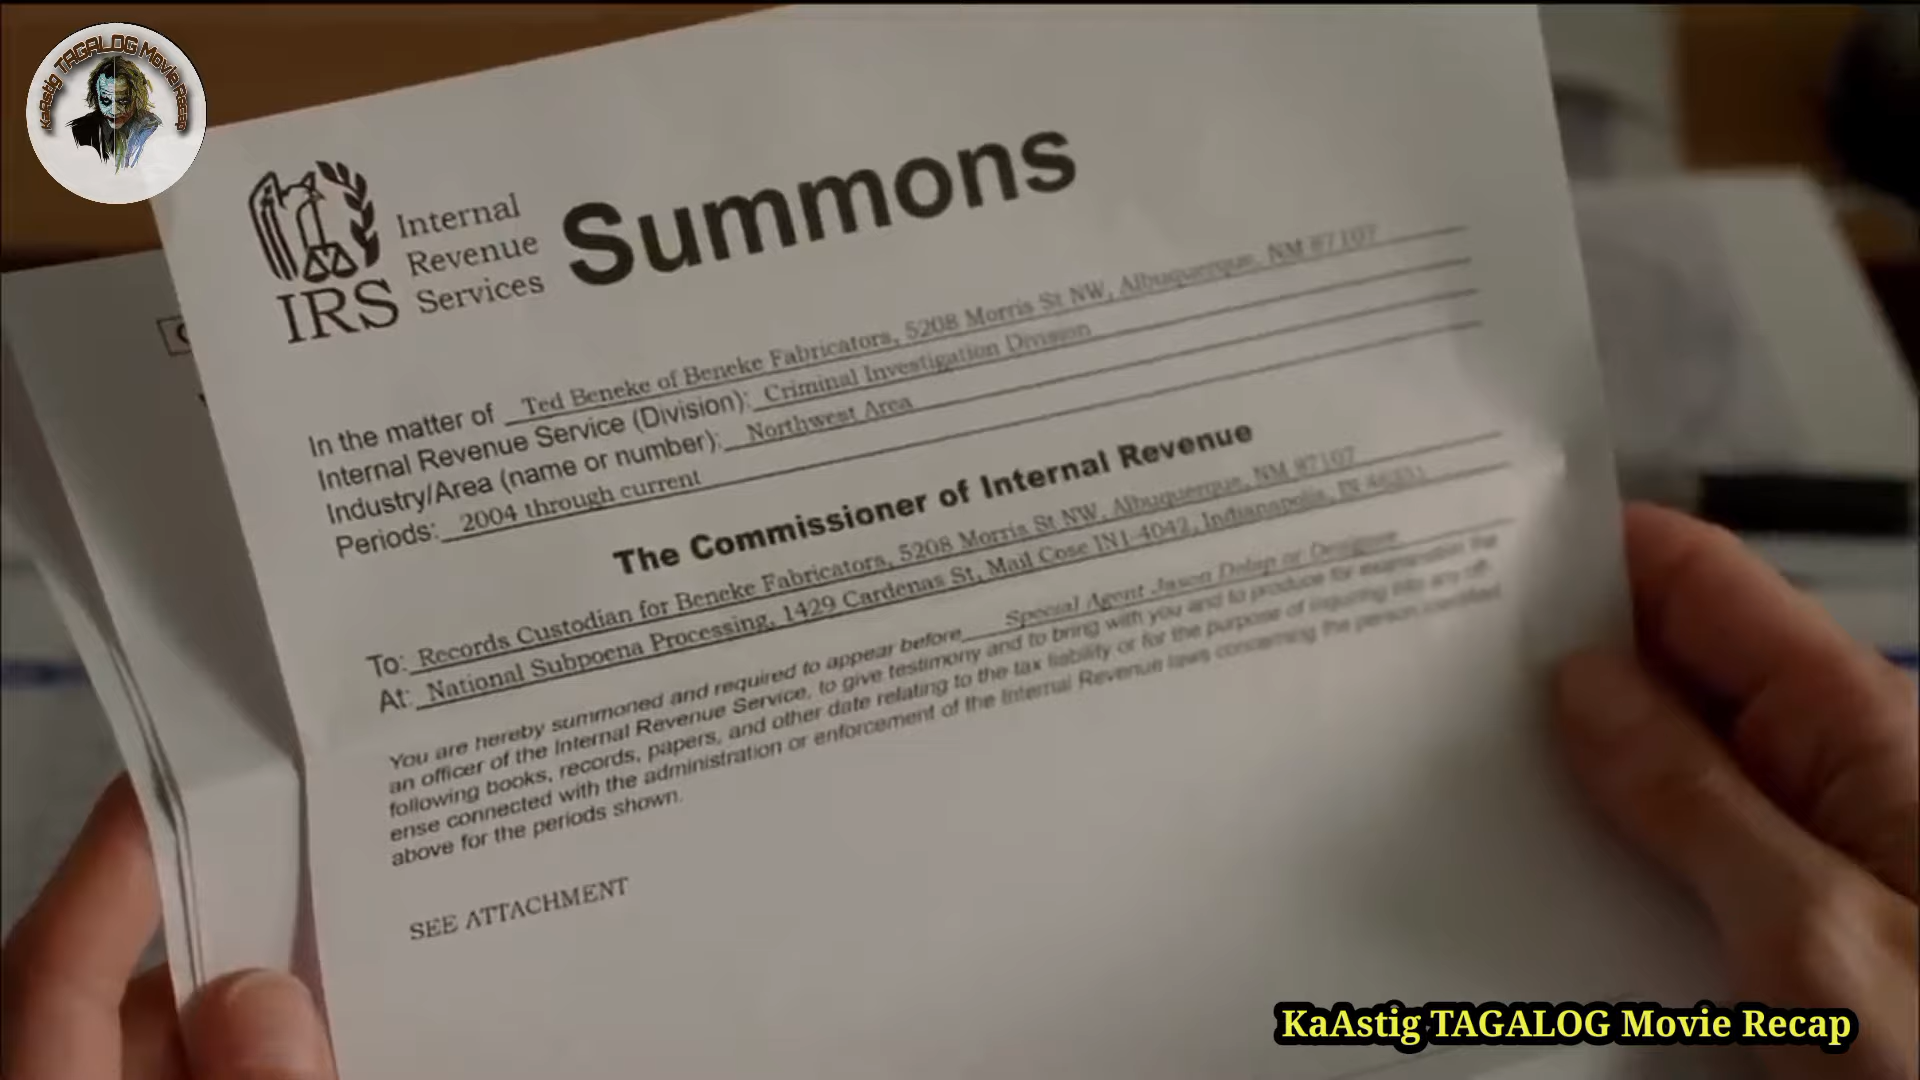 KaAstig TAGALOG Movie Recap
IRS
Internal
Revenue
Services
Summons
In the matter of Ted Beneke of Beneke Fabricators, 5208 Morris St NW, Albuquerque, NM 87107
Internal Revenue Service (Division): Criminal Investigation Division
Industry/Area (name or number): Northwest Area
Periods: 2004 through current
The Commissioner of Internal Revenue
To: Records Custodian for Beneke Fabricators, 5208 Morris St NW, Albuquerque, NM 87107
At: National Subpoena Processing, 1429 Cardenas St, Mail Cose IN1-4042, Indianapolis, IN
You are hereby summoned and required to appear before Special Agent Jason Delap or Designee
an officer of the Internal Revenue Service, to give testimony and to bring with you and to produce for examination the
following books, records, papers, and other date relating to the tax liability or for the purpose of inquiring into any off-
ense connected with the administration or enforcement of the Internal Revenue laws concerning the person identified
above for the periods shown.
SEE ATTACHMENT
KaAstig TAGALOG Movie Recap